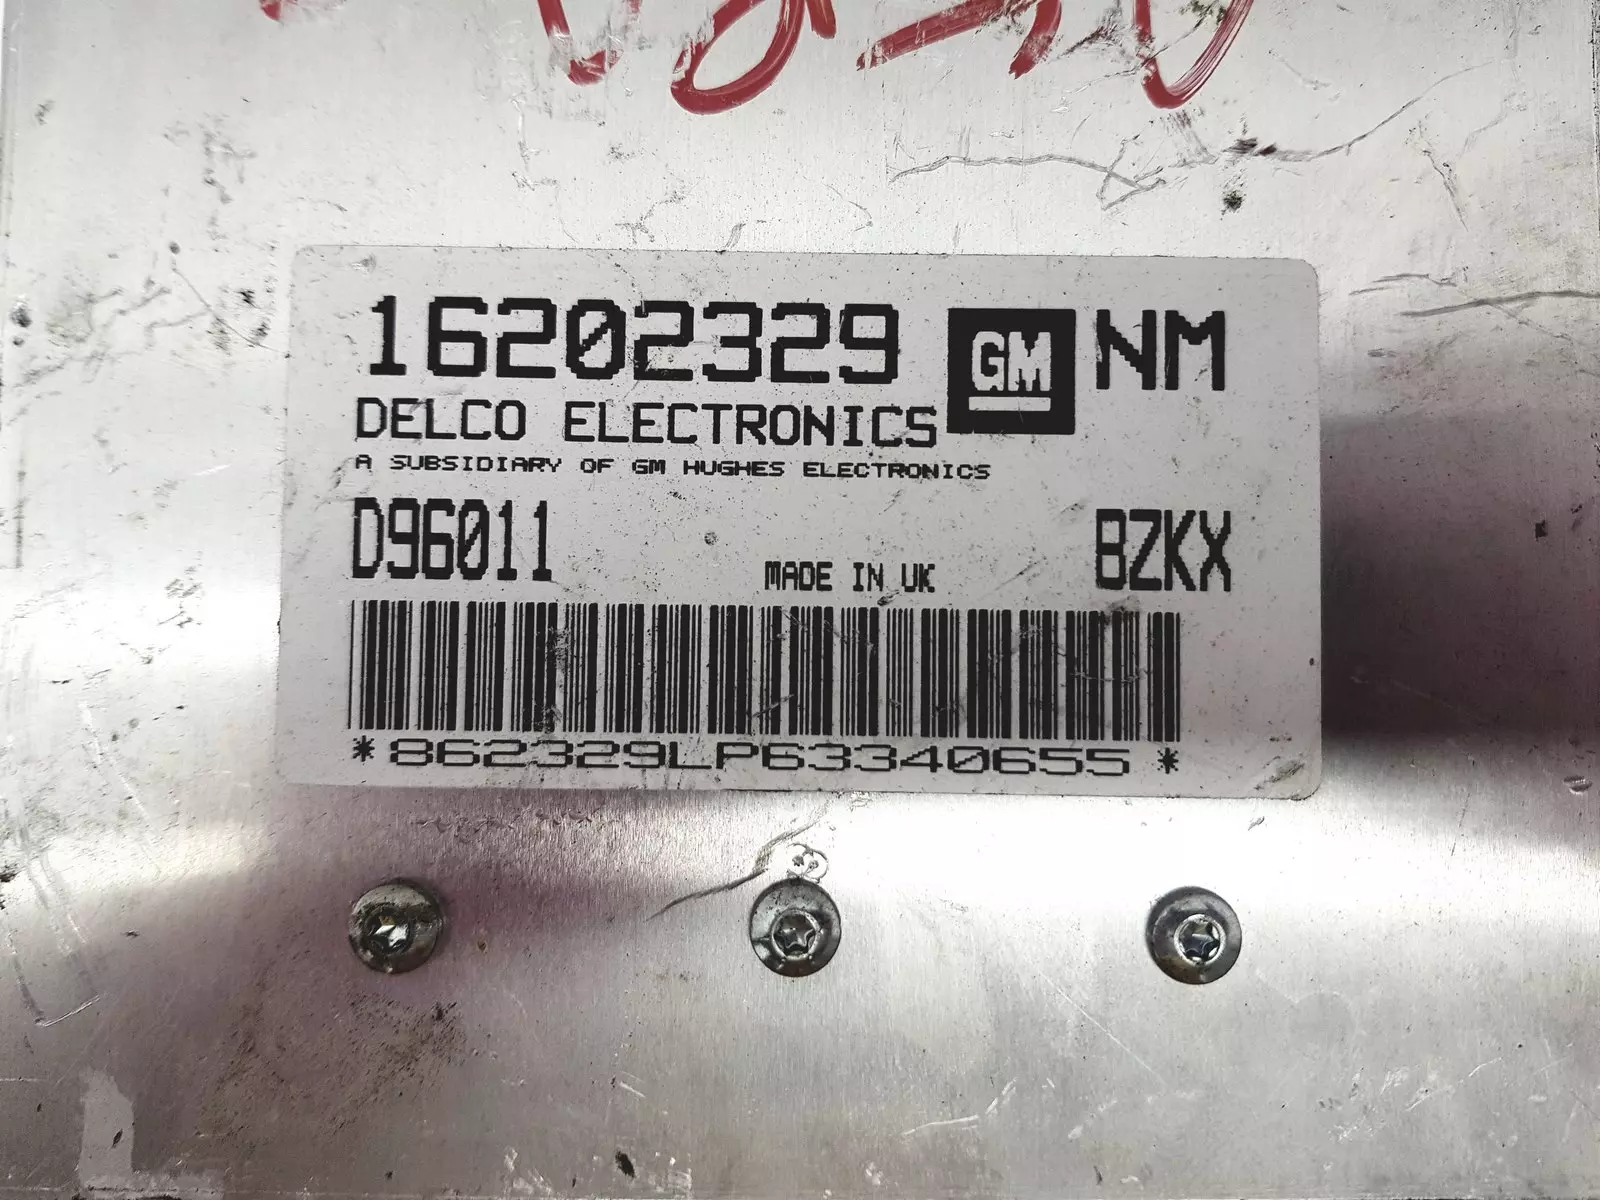 16202329 GM NM
DELCO ELECTRONICS
A SUBSIDIARY OF GM HUGHES ELECTRONICS
D96011 MADE IN UK BZKX
*862329LP63340655*